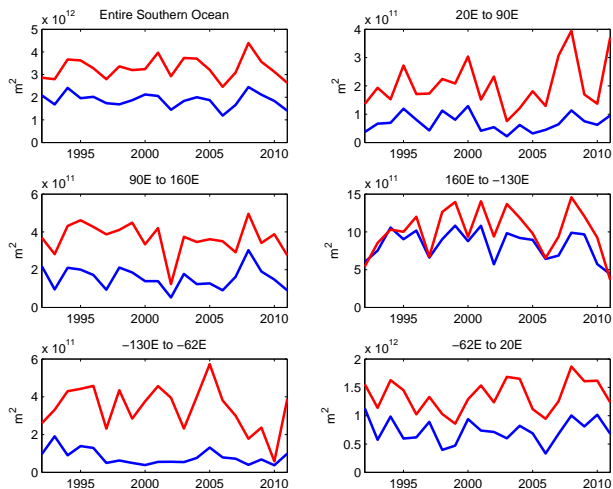 Entire Southern Ocean
x 10^12
m^2
5
4
3
2
1
0
1995 2000 2005 2010
20E to 90E
x 10^11
m^2
4
3
2
1
0
1995 2000 2005 2010
90E to 160E
x 10^11
m^2
6
4
2
0
1995 2000 2005 2010
160E to −130E
x 10^11
m^2
15
10
5
0
1995 2000 2005 2010
−130E to −62E
x 10^11
m^2
6
4
2
0
1995 2000 2005 2010
−62E to 20E
x 10^12
m^2
2
1.5
1
0.5
0
1995 2000 2005 2010